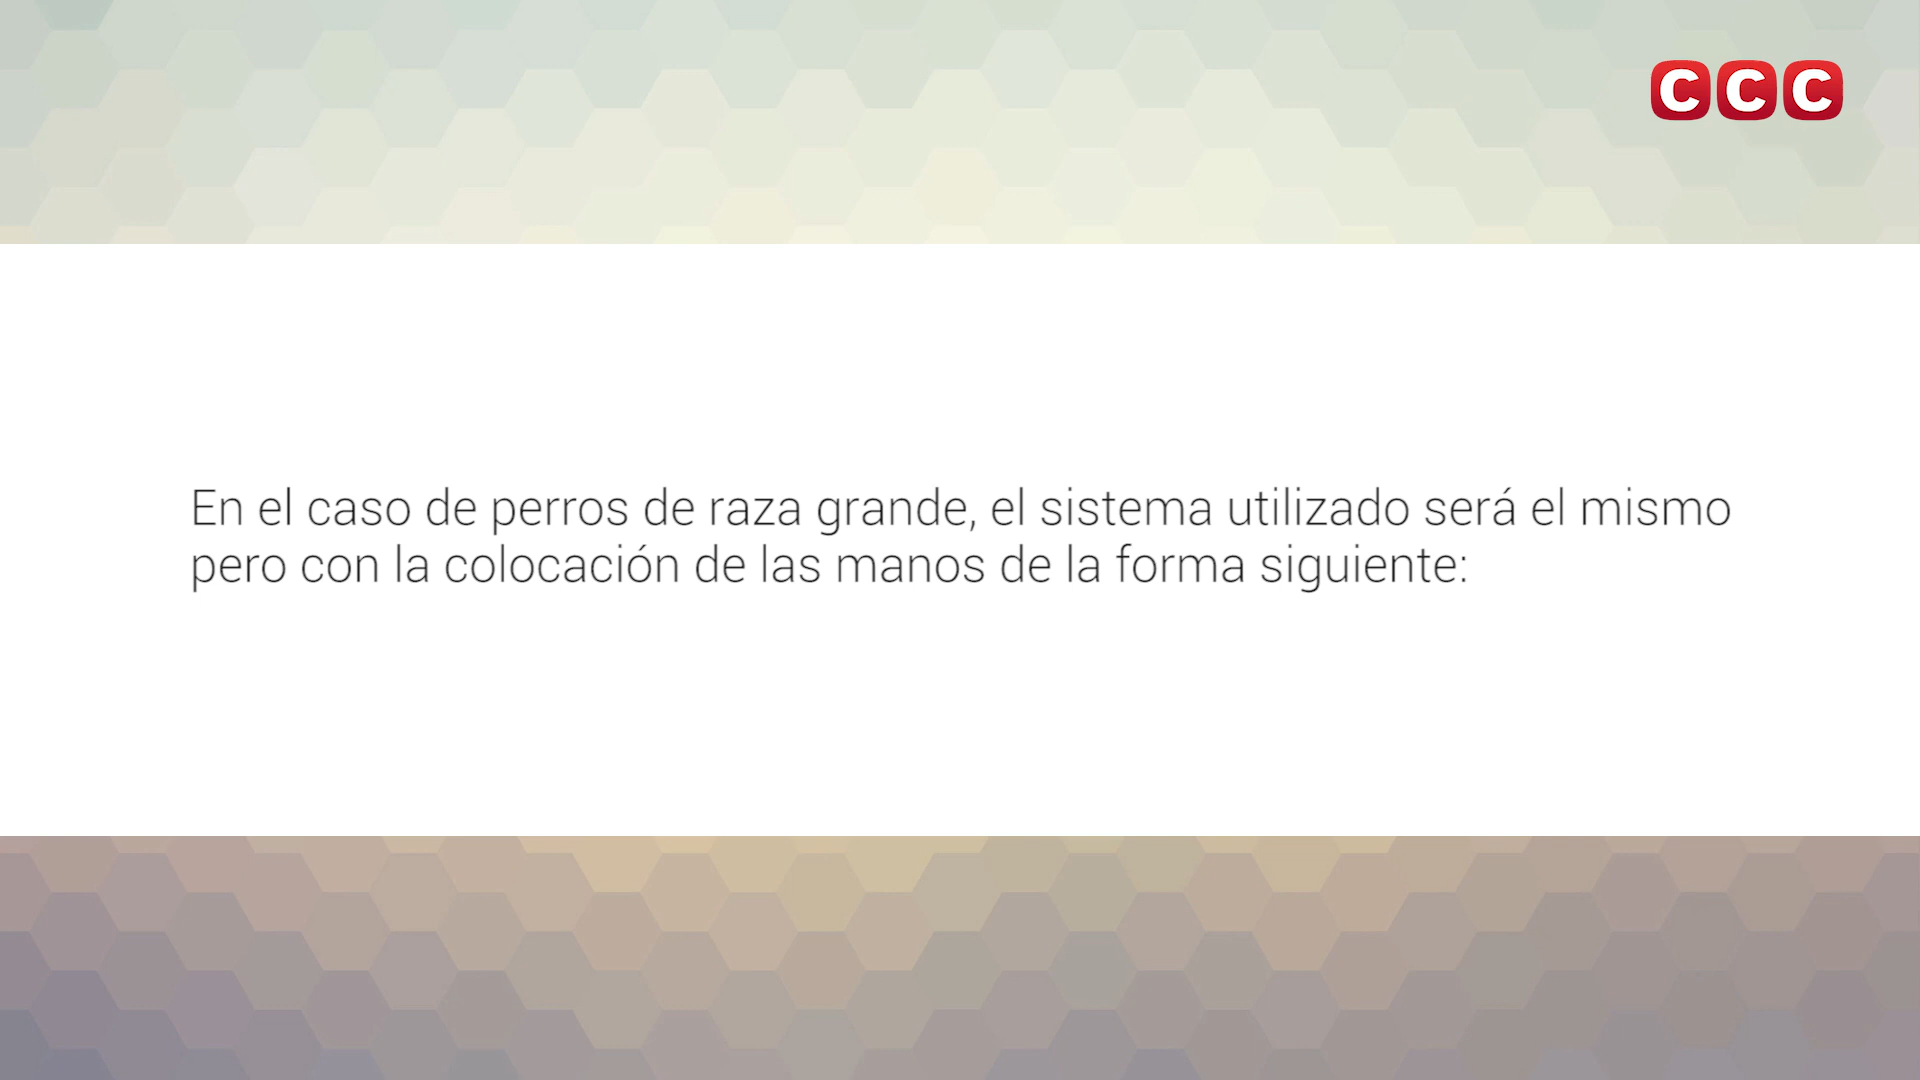 CCC
En el caso de perros de raza grande, el sistema utilizado será el mismo
pero con la colocación de las manos de la forma siguiente: